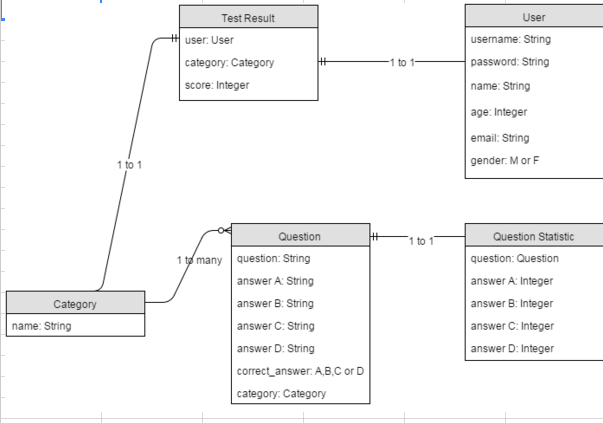 Test Result
user: User
category: Category
score: Integer
User
username: String
password: String
name: String
age: Integer
email: String
gender: M or F
1 to 1
1 to 1
1 to many
Category
name: String
Question
question: String
answer A: String
answer B: String
answer C: String
answer D: String
correct_answer: A,B,C or D
category: Category
1 to 1
Question Statistic
question: Question
answer A: Integer
answer B: Integer
answer C: Integer
answer D: Integer